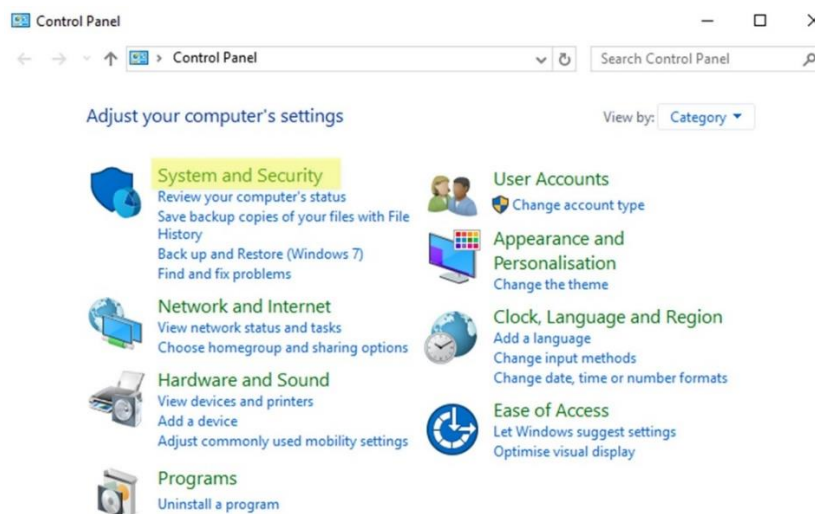 Control Panel
Control Panel
Search Control Panel
Adjust your computer's settings
View by: Category
System and Security
Review your computer's status
Save backup copies of your files with File
History
Back up and Restore (Windows 7)
Find and fix problems
Network and Internet
View network status and tasks
Choose homegroup and sharing options
Hardware and Sound
View devices and printers
Add a device
Adjust commonly used mobility settings
Programs
Uninstall a program
User Accounts
Change account type
Appearance and
Personalisation
Change the theme
Clock, Language and Region
Add a language
Change input methods
Change date, time or number formats
Ease of Access
Let Windows suggest settings
Optimise visual display